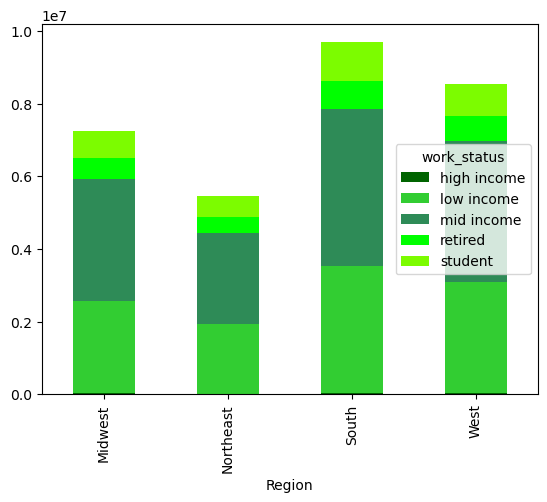 1e7
1.0
0.8
0.6
0.4
0.2
0.0
work_status
high income
low income
mid income
retired
student
Midwest
Northeast
South
West
Region